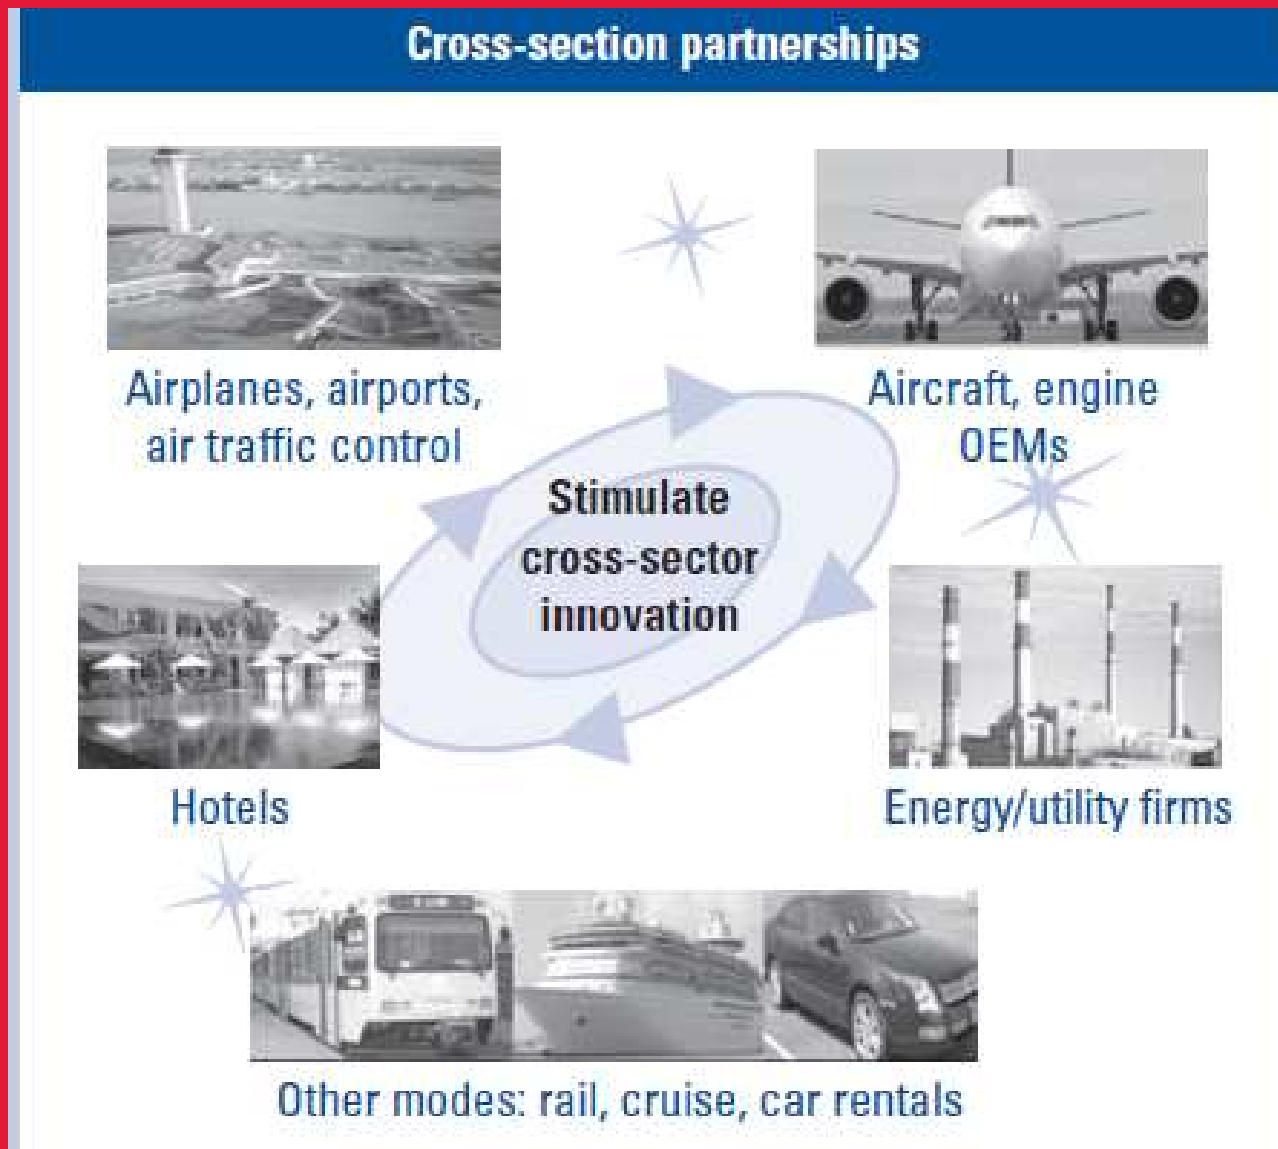 Cross-section partnerships
Airplanes, airports,
air traffic control
Aircraft, engine
OEMs
Stimulate
cross-sector
innovation
Hotels
Energy/utility firms
Other modes: rail, cruise, car rentals